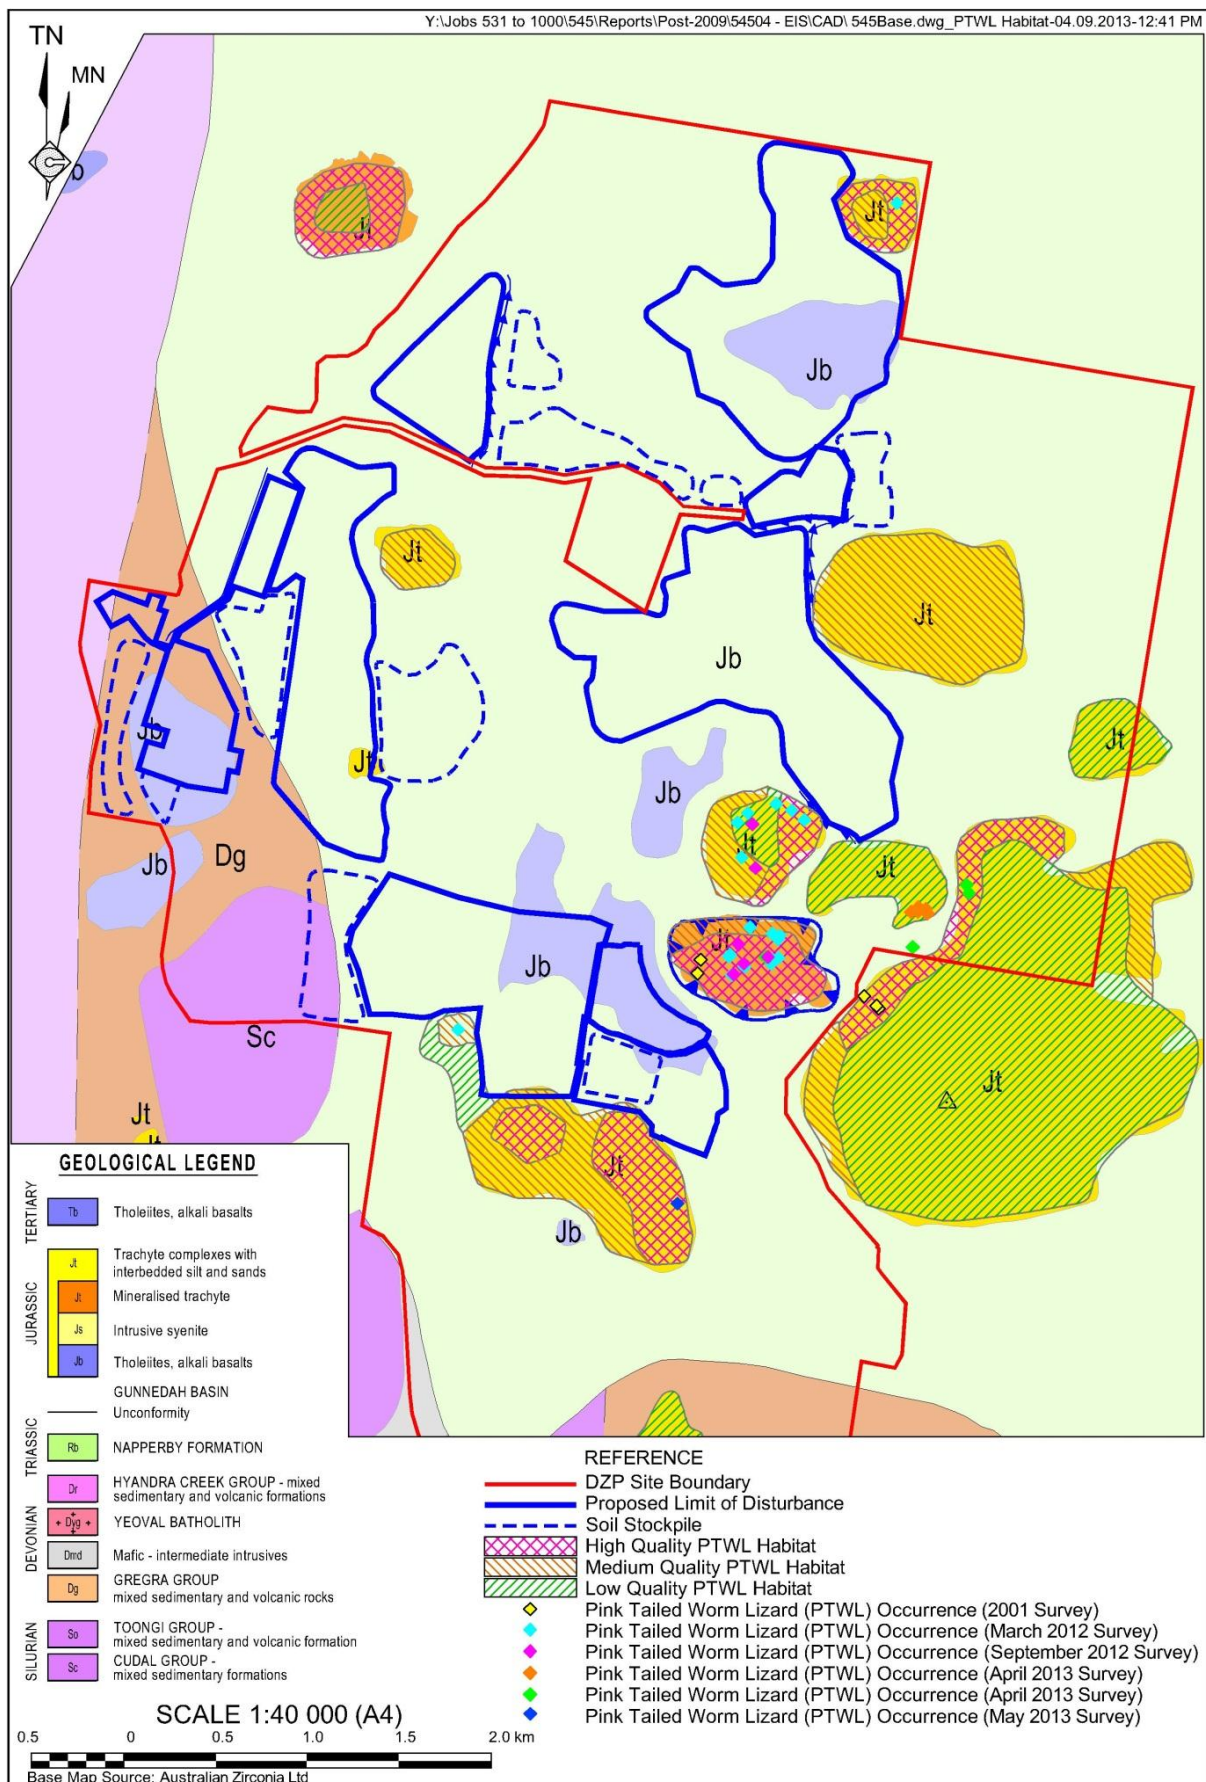 Y:\Jobs 531 to 1000\545\Reports\Post-2009\54504 - EIS\CAD\ 545Base.dwg_PTWL Habitat-04.09.2013-12:41 PM
TN
MN
b
Jt
Jt
Jb
Jt
Jt
Jb
Jb
Jt
Jt
Jb
Jt
Jt
Jb
Dg
Jt
Jb
Sc
Jt
Jt
Jt
Jt
Jb
GEOLOGICAL LEGEND
TERTIARY
Tb Tholeiites, alkali basalts
JURASSIC
Jt Trachyte complexes with
interbedded silt and sands
Jt Mineralised trachyte
Js Intrusive syenite
Jb Tholeiites, alkali basalts
GUNNEDAH BASIN
Unconformity
TRIASSIC
Rb NAPPERBY FORMATION
DEVONIAN
Dr HYANDRA CREEK GROUP - mixed
sedimentary and volcanic formations
+ Dyg + YEOVAL BATHOLITH
Dmd Mafic - intermediate intrusives
Dg GREGRA GROUP
mixed sedimentary and volcanic rocks
SILURIAN
So TOONGI GROUP -
mixed sedimentary and volcanic formation
Sc CUDAL GROUP -
mixed sedimentary formations
REFERENCE
DZP Site Boundary
Proposed Limit of Disturbance
Soil Stockpile
High Quality PTWL Habitat
Medium Quality PTWL Habitat
Low Quality PTWL Habitat
Pink Tailed Worm Lizard (PTWL) Occurrence (2001 Survey)
Pink Tailed Worm Lizard (PTWL) Occurrence (March 2012 Survey)
Pink Tailed Worm Lizard (PTWL) Occurrence (September 2012 Survey)
Pink Tailed Worm Lizard (PTWL) Occurrence (April 2013 Survey)
Pink Tailed Worm Lizard (PTWL) Occurrence (April 2013 Survey)
Pink Tailed Worm Lizard (PTWL) Occurrence (May 2013 Survey)
SCALE 1:40 000 (A4)
0.5 0 0.5 1.0 1.5 2.0 km
Base Map Source: Australian Zirconia Ltd